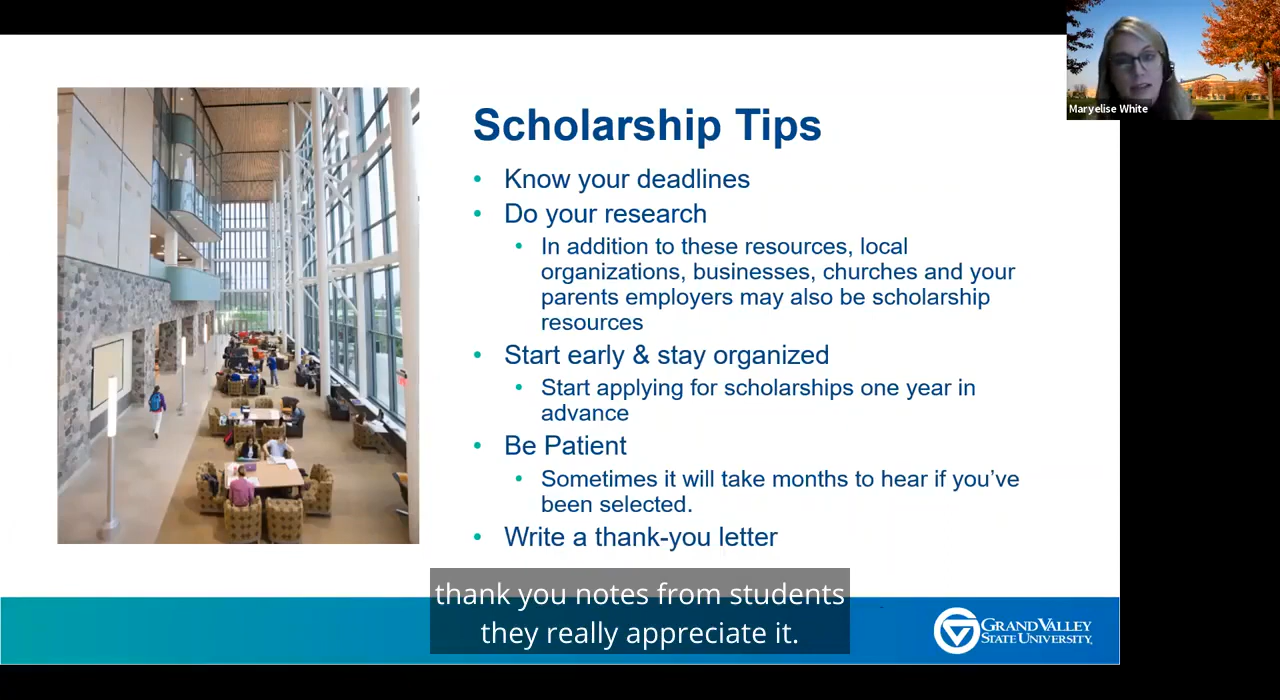 Maryelise White
Scholarship Tips
• Know your deadlines
• Do your research
• In addition to these resources, local
organizations, businesses, churches and your
parents employers may also be scholarship
resources
• Start early & stay organized
• Start applying for scholarships one year in
advance
• Be Patient
• Sometimes it will take months to hear if you’ve
been selected.
• Write a thank-you letter
thank you notes from students
they really appreciate it.
GRAND VALLEY
STATE UNIVERSITY